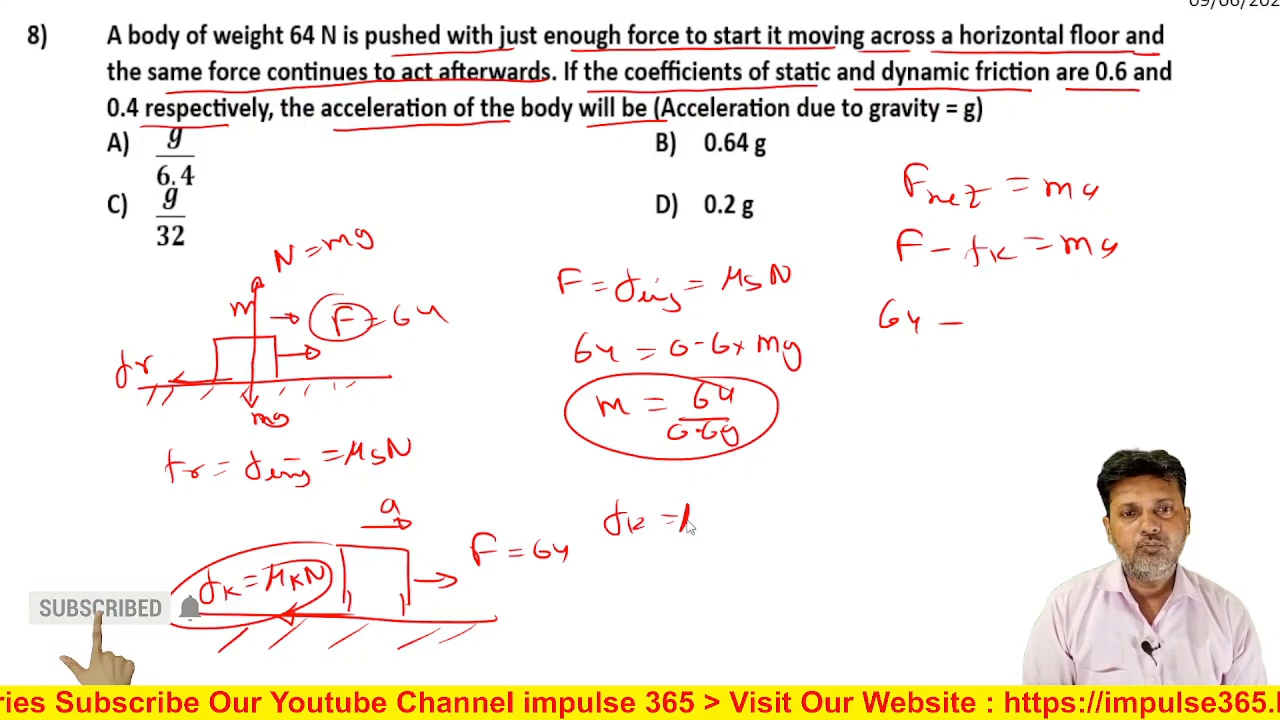 09/06/202
8) A body of weight 64 N is pushed with just enough force to start it moving across a horizontal floor and
the same force continues to act afterwards. If the coefficients of static and dynamic friction are 0.6 and
0.4 respectively, the acceleration of the body will be (Acceleration due to gravity = g)
A) g/6.4
B) 0.64 g
C) g/32
D) 0.2 g
Fnet = ma
F - fk = ma
64 -
N = mg
m
F = 64
fr
mg
fr = = μsN
F = = μsN
64 = 0.6 x mg
m = 64/0.6g
a
fk = μkN
F = 64
fk =
SUBSCRIBED
ries Subscribe Our Youtube Channel impulse 365 > Visit Our Website : https://impulse365.